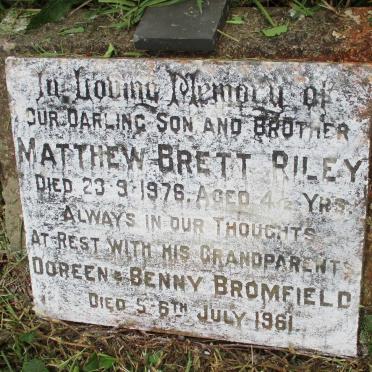 In Loving Memory of
OUR DARLING SON AND BROTHER
MATTHEW BRETT RILEY
DIED 23·9·1976. AGED 4½ YRS.
ALWAYS IN OUR THOUGHTS
AT REST WITH HIS GRANDPARENTS
DOREEN & BENNY BROMFIELD
DIED 5·6TH JULY 1961.